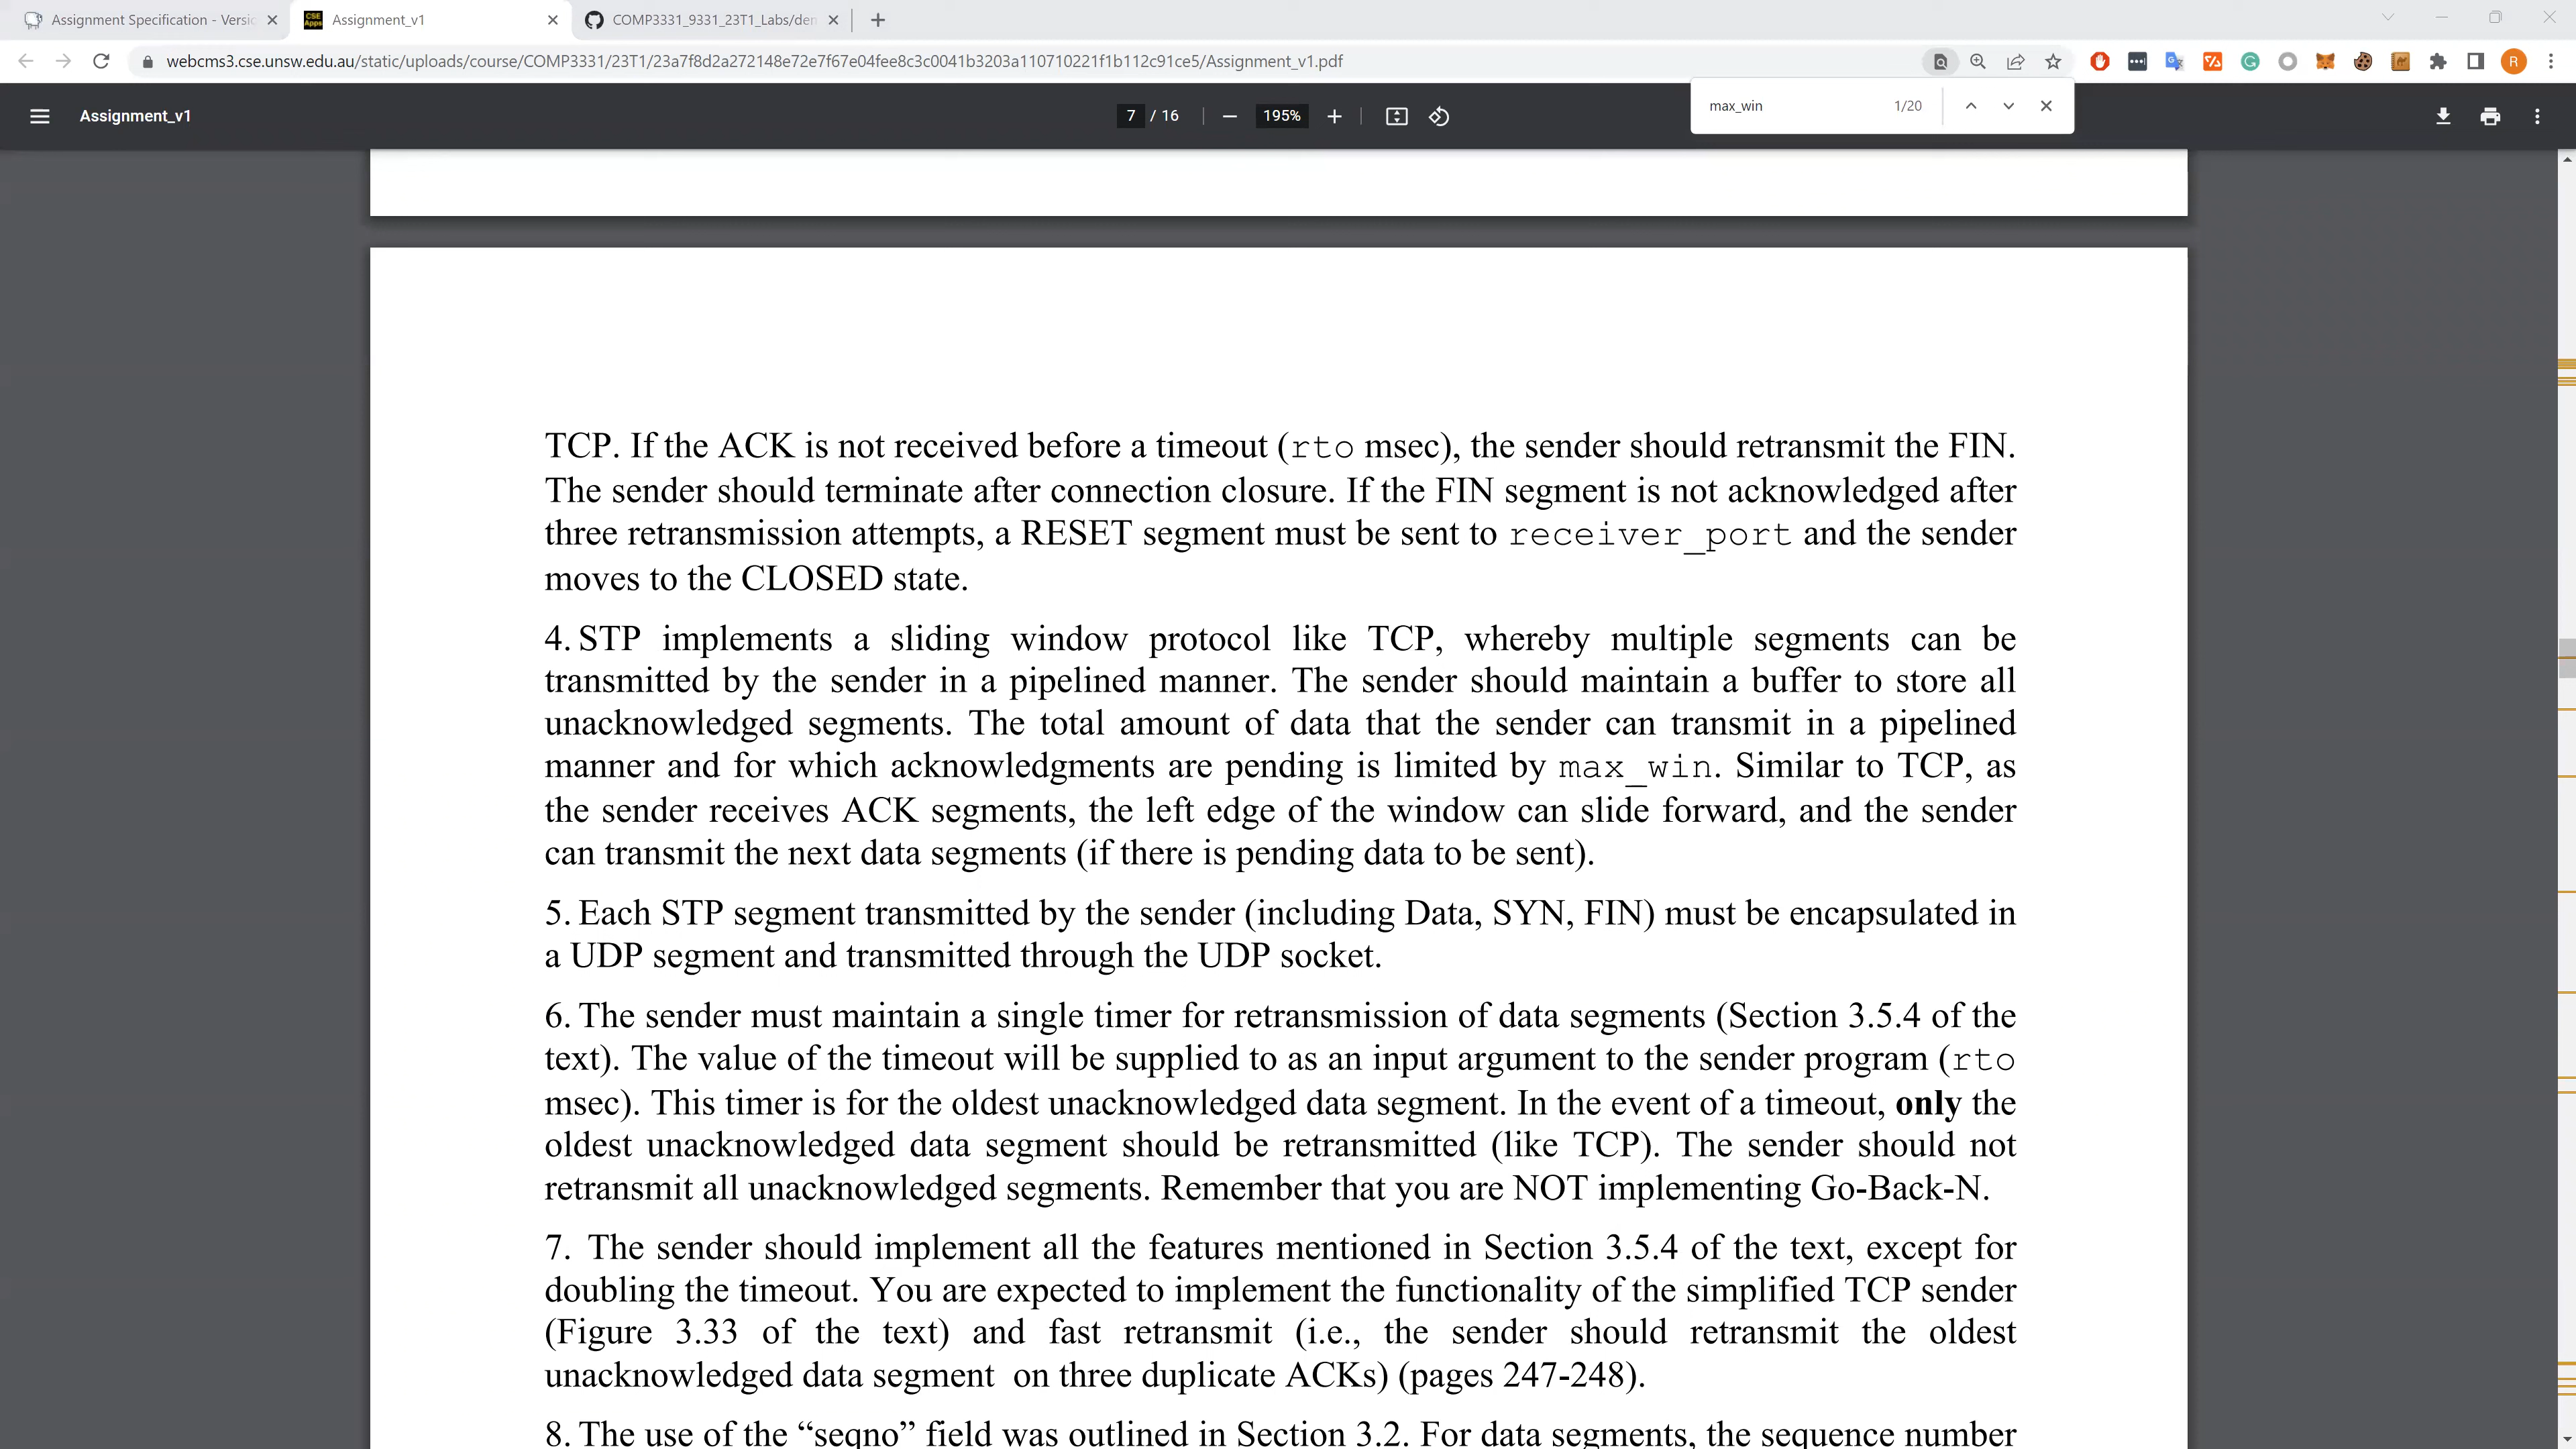 Assignment Specification - Versic
Assignment_v1
COMP3331_9331_23T1_Labs/den
webcms3.cse.unsw.edu.au/static/uploads/course/COMP3331/23T1/23a7f8d2a272148e72e7f67e04fee8c3c0041b3203a110710221f1b112c91ce5/Assignment_v1.pdf
R
Assignment_v1
7 / 16
195%
max_win
1/20
TCP. If the ACK is not received before a timeout (rto msec), the sender should retransmit the FIN.
The sender should terminate after connection closure. If the FIN segment is not acknowledged after
three retransmission attempts, a RESET segment must be sent to receiver_port and the sender
moves to the CLOSED state.
4. STP implements a sliding window protocol like TCP, whereby multiple segments can be
transmitted by the sender in a pipelined manner. The sender should maintain a buffer to store all
unacknowledged segments. The total amount of data that the sender can transmit in a pipelined
manner and for which acknowledgments are pending is limited by max_win. Similar to TCP, as
the sender receives ACK segments, the left edge of the window can slide forward, and the sender
can transmit the next data segments (if there is pending data to be sent).
5. Each STP segment transmitted by the sender (including Data, SYN, FIN) must be encapsulated in
a UDP segment and transmitted through the UDP socket.
6. The sender must maintain a single timer for retransmission of data segments (Section 3.5.4 of the
text). The value of the timeout will be supplied to as an input argument to the sender program (rto
msec). This timer is for the oldest unacknowledged data segment. In the event of a timeout, only the
oldest unacknowledged data segment should be retransmitted (like TCP). The sender should not
retransmit all unacknowledged segments. Remember that you are NOT implementing Go-Back-N.
7. The sender should implement all the features mentioned in Section 3.5.4 of the text, except for
doubling the timeout. You are expected to implement the functionality of the simplified TCP sender
(Figure 3.33 of the text) and fast retransmit (i.e., the sender should retransmit the oldest
unacknowledged data segment on three duplicate ACKs) (pages 247-248).
8. The use of the “seqno” field was outlined in Section 3.2. For data segments, the sequence number